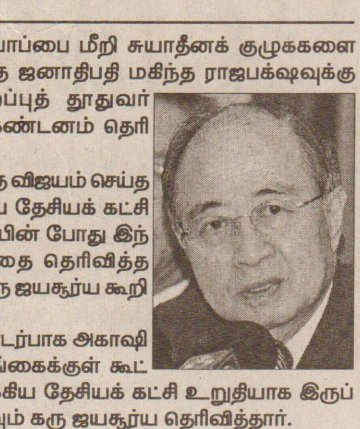 யாப்பை மீறி சுயாதீனக் குழுககளை
ஜனாதிபதி மகிந்த ராஜபக்ஷவுக்கு
ப்புத் தூதுவர்
கண்டனம் தெரி
விஜயம் செய்த
தேசியக் கட்சி
யின் போது இந்
தை தெரிவித்த
ரு ஜயசூர்ய கூறி
டர்பாக அகாஷி
ங்கைக்குள் கூட்
கிய தேசியக் கட்சி உறுதியாக இருப்
பும் கரு ஜயசூர்ய தெரிவித்தார்.